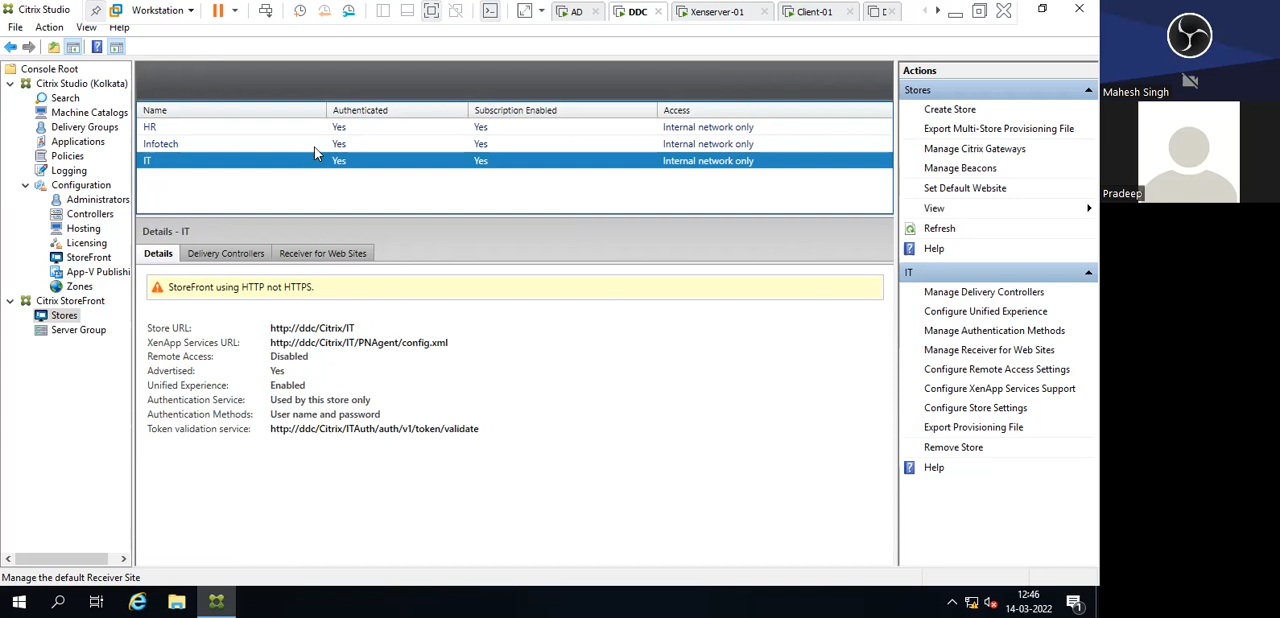 Citrix Studio
Workstation
AD
DDC
Xenserver-01
Client-01
File Action View Help
Console Root
Citrix Studio (Kolkata)
Search
Machine Catalogs
Delivery Groups
Applications
Policies
Logging
Configuration
Administrators
Controllers
Hosting
Licensing
StoreFront
App-V Publishi
Zones
Citrix StoreFront
Stores
Server Group
Name Authenticated Subscription Enabled Access
HR Yes Yes Internal network only
Infotech Yes Yes Internal network only
IT Yes Yes Internal network only
Details - IT
Details Delivery Controllers Receiver for Web Sites
StoreFront using HTTP not HTTPS.
Store URL: http://ddc/Citrix/IT
XenApp Services URL: http://ddc/Citrix/IT/PNAgent/config.xml
Remote Access: Disabled
Advertised: Yes
Unified Experience: Enabled
Authentication Service: Used by this store only
Authentication Methods: User name and password
Token validation service: http://ddc/Citrix/ITAuth/auth/v1/token/validate
Actions
Stores
Create Store
Export Multi-Store Provisioning File
Manage Citrix Gateways
Manage Beacons
Set Default Website
View
Refresh
Help
IT
Manage Delivery Controllers
Configure Unified Experience
Manage Authentication Methods
Manage Receiver for Web Sites
Configure Remote Access Settings
Configure XenApp Services Support
Configure Store Settings
Export Provisioning File
Remove Store
Help
Manage the default Receiver Site
12:46
14-03-2022
1
Mahesh Singh
Pradeep